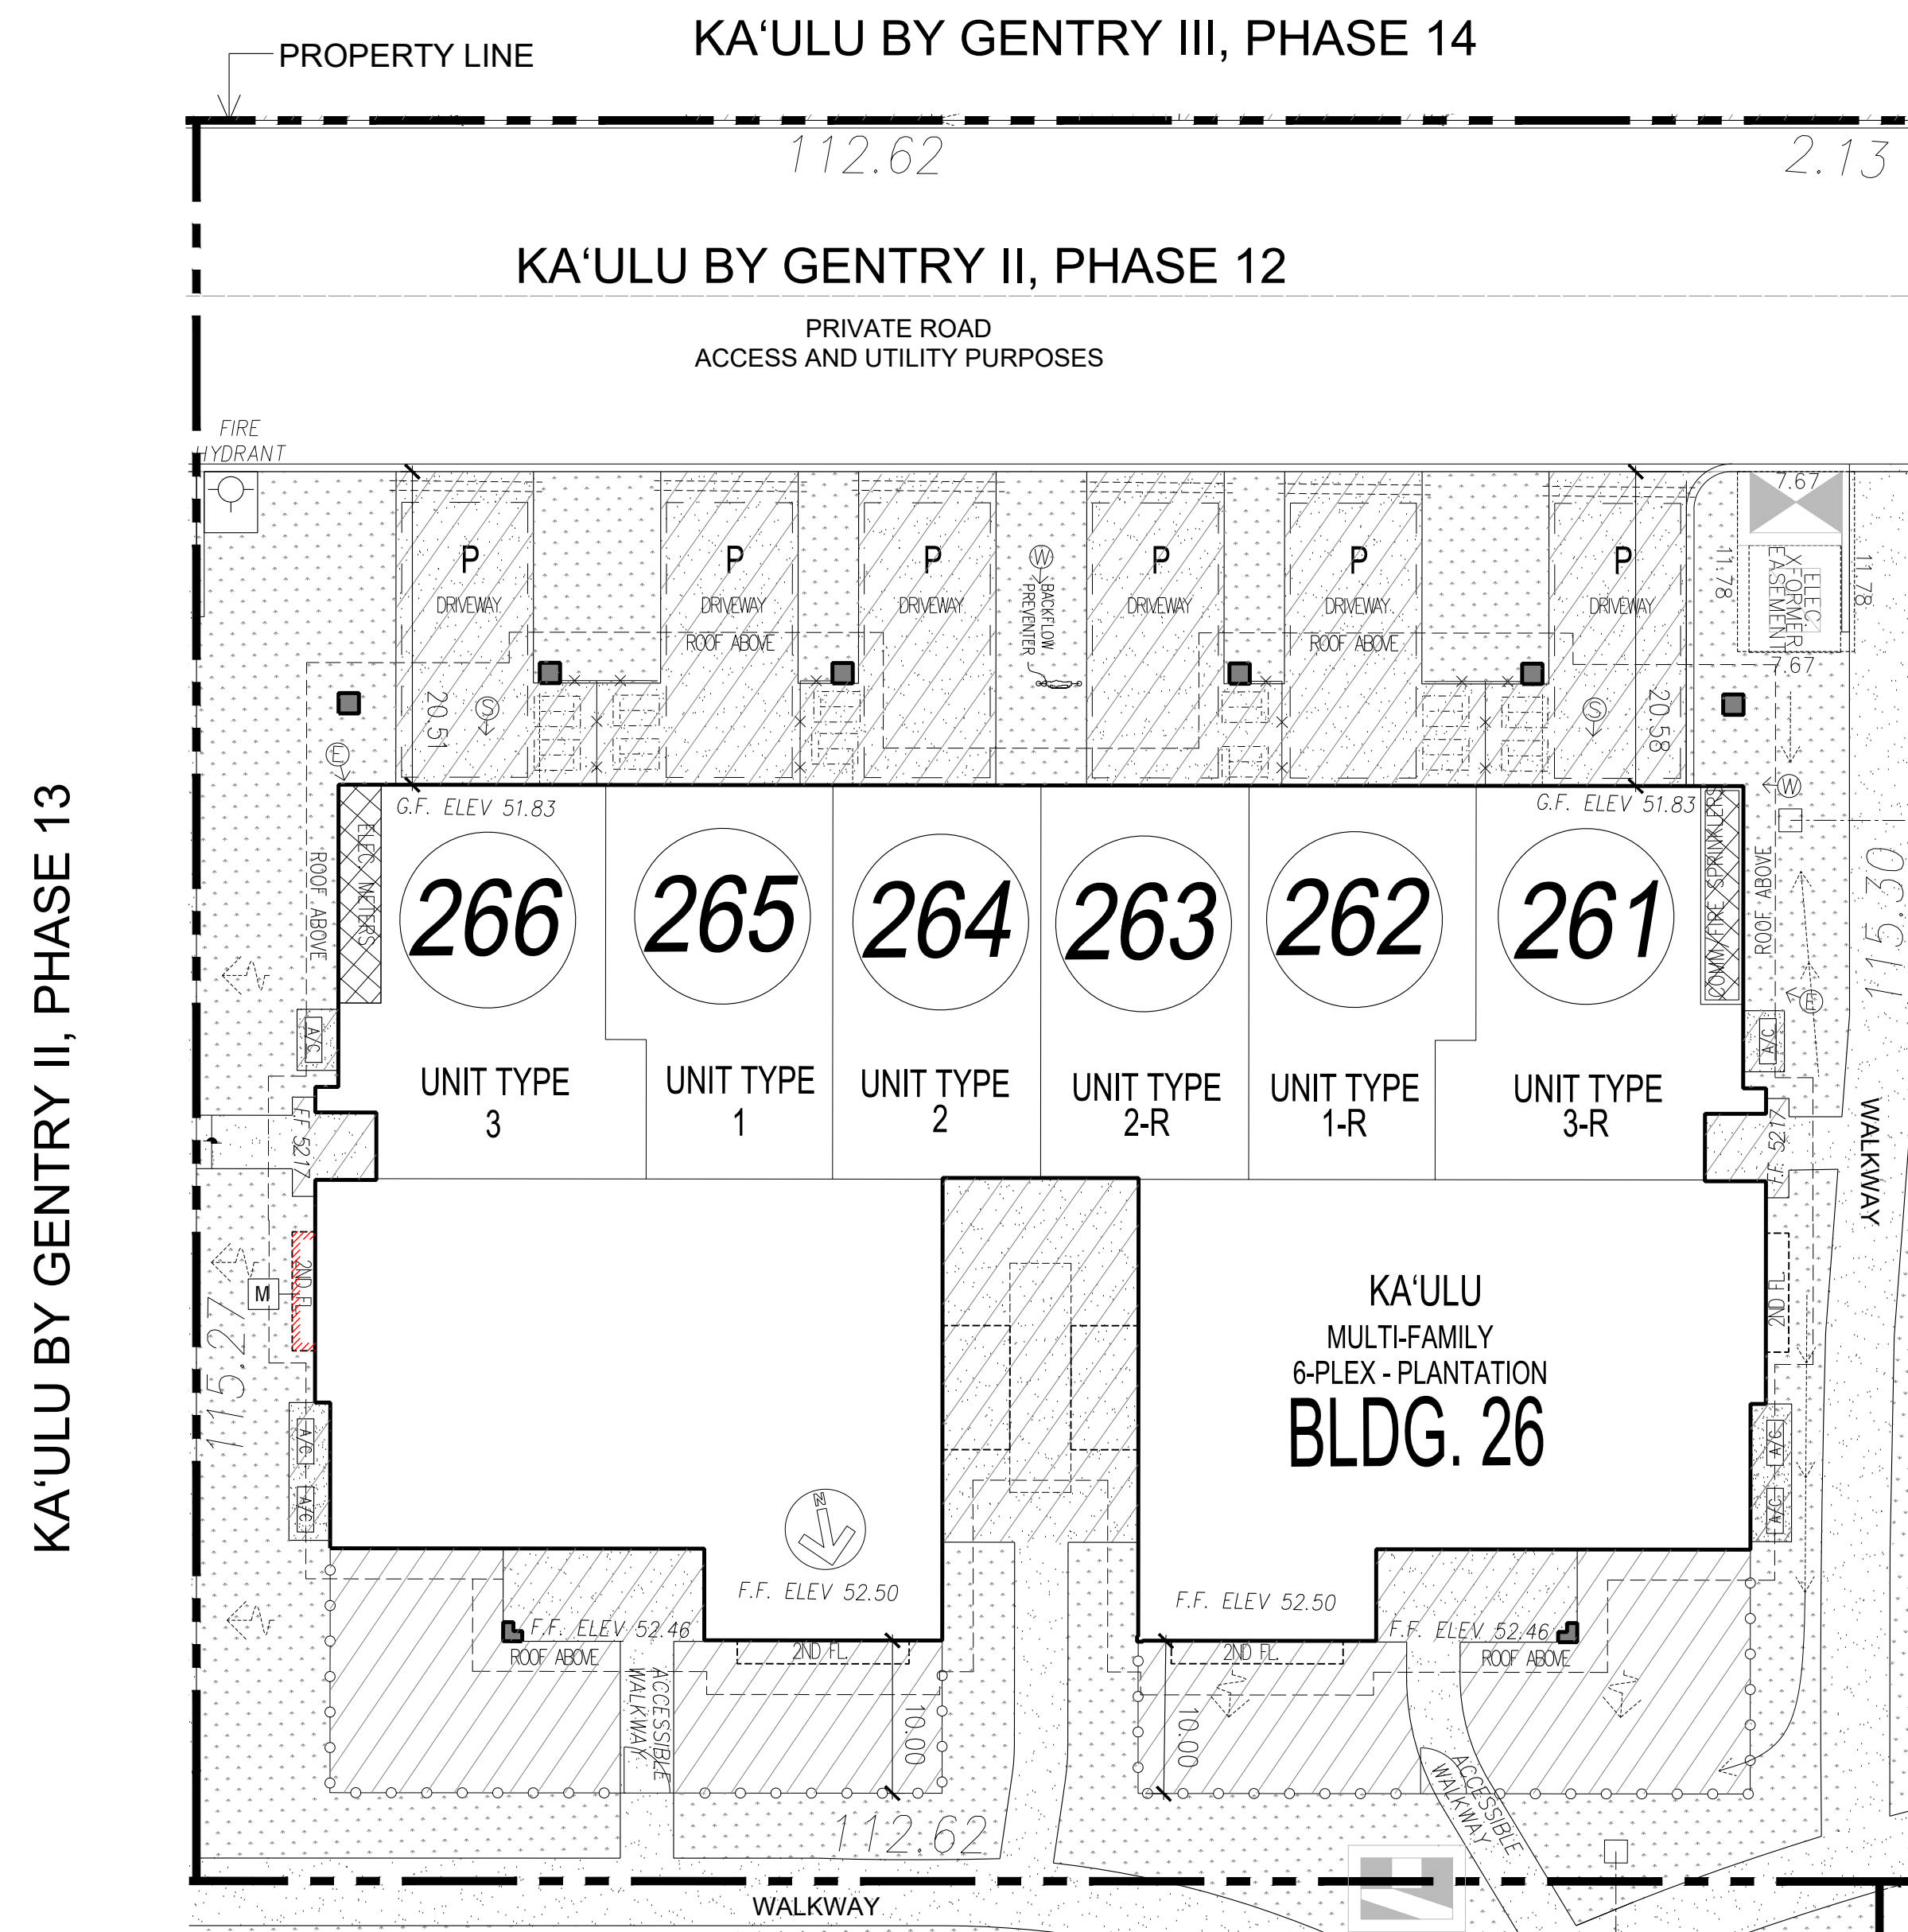 KA‘ULU BY GENTRY III, PHASE 14
PROPERTY LINE
112.62
2.13
KA‘ULU BY GENTRY II, PHASE 12
PRIVATE ROAD
ACCESS AND UTILITY PURPOSES
FIRE
HYDRANT
P
DRIVEWAY
P
DRIVEWAY
ROOF ABOVE
P
DRIVEWAY
W
BACKFLOW
PREVENTER
P
DRIVEWAY
P
DRIVEWAY
ROOF ABOVE
P
DRIVEWAY
7.67
11.78
ELEC
X-FORMER
EASEMENT
11.78
7.67
20.51
S
E
S
20.58
W
G.F. ELEV 51.83
G.F. ELEV 51.83
ELEC METERS
ROOF ABOVE
COMM/FIRE SPRINKLERS
ROOF ABOVE
266
265
264
263
262
261
115.30
E
A/C
A/C
UNIT TYPE
3
UNIT TYPE
1
UNIT TYPE
2
UNIT TYPE
2-R
UNIT TYPE
1-R
UNIT TYPE
3-R
F.F 52.17
F.F. 52.17
WALKWAY
KA‘ULU BY GENTRY II, PHASE 13
M
2ND FL.
2ND FL.
115.27
KA‘ULU
MULTI-FAMILY
6-PLEX - PLANTATION
BLDG. 26
A/C
A/C
A/C
A/C
N
F.F. ELEV 52.50
F.F. ELEV 52.50
F.F. ELEV 52.46
ROOF ABOVE
2ND FL.
2ND FL.
F.F. ELEV 52.46
ROOF ABOVE
ACCESSIBLE
WALKWAY
10.00
10.00
ACCESSIBLE
WALKWAY
112.62
WALKWAY